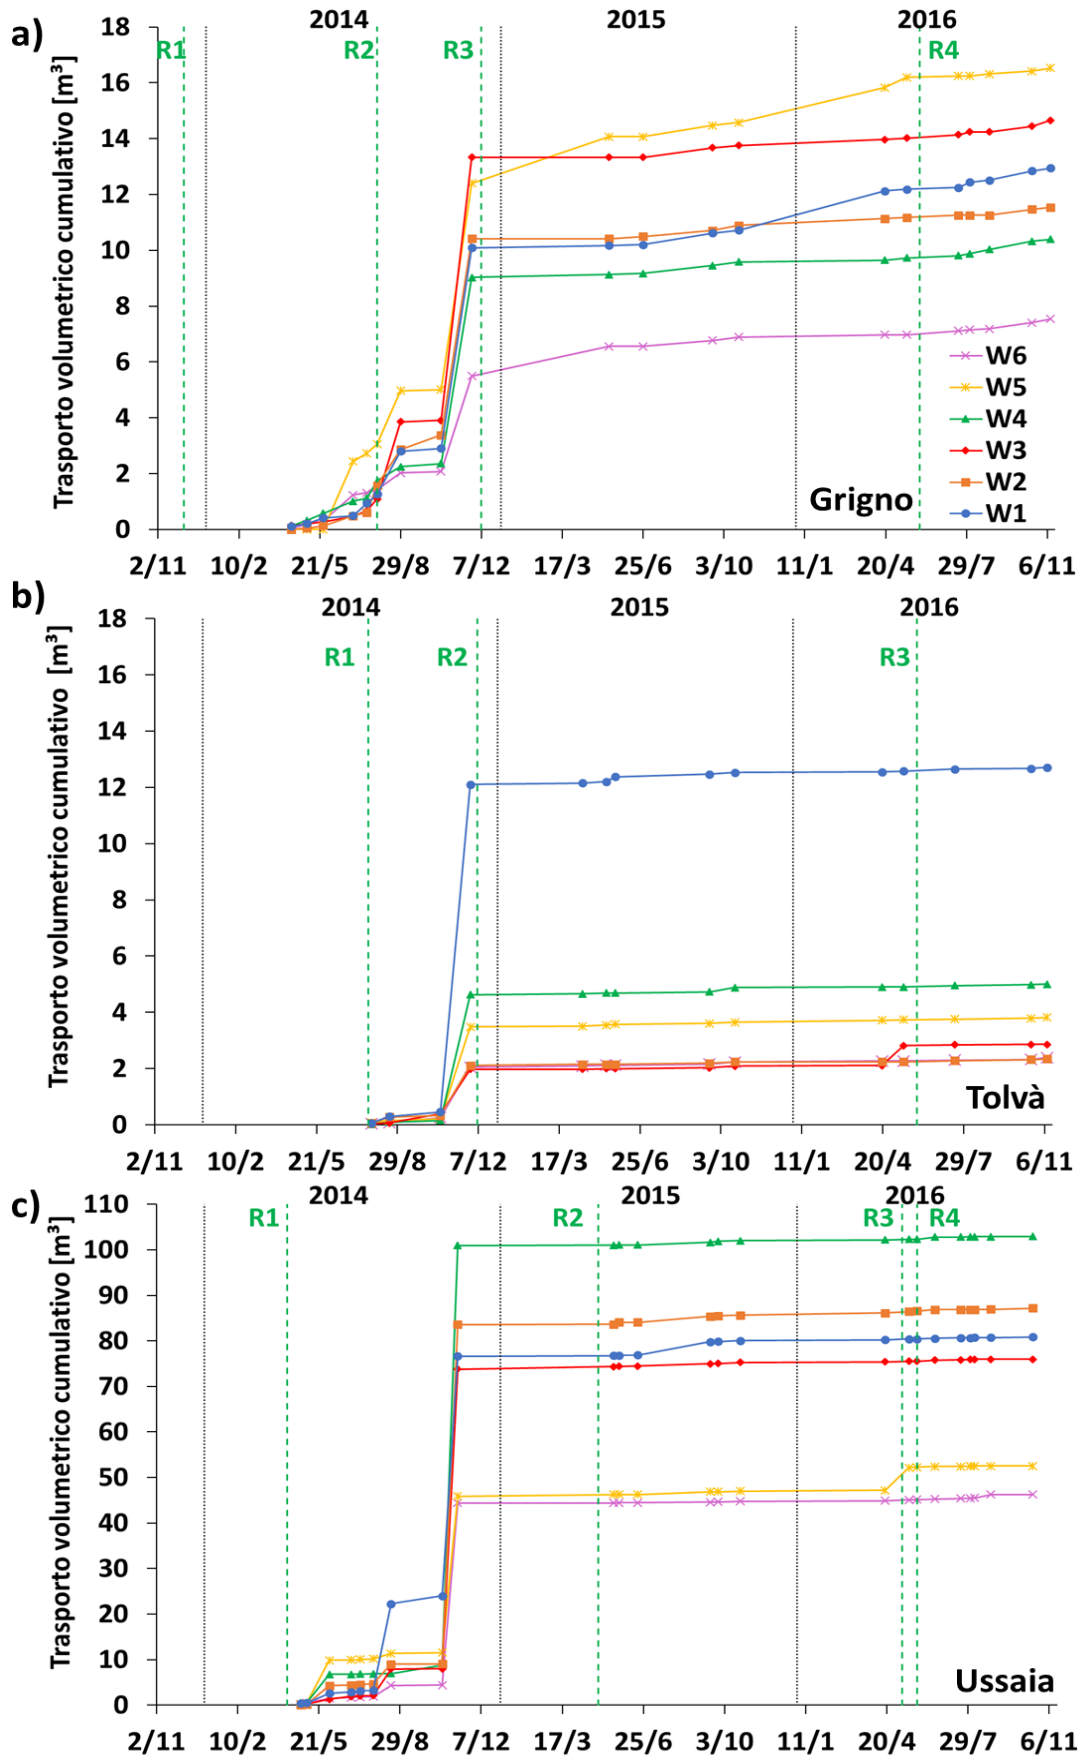 a)
2014 2015 2016
R1 R2 R3 R4
Trasporto volumetrico cumulativo [m³]
18
16
14
12
10
8
6
4
2
0
W6
W5
W4
W3
W2
W1
Grigno
2/11 10/2 21/5 29/8 7/12 17/3 25/6 3/10 11/1 20/4 29/7 6/11
b)
2014 2015 2016
R1 R2 R3
Trasporto volumetrico cumulativo [m³]
18
16
14
12
10
8
6
4
2
0
Tolvà
2/11 10/2 21/5 29/8 7/12 17/3 25/6 3/10 11/1 20/4 29/7 6/11
c)
2014 2015 2016
R1 R2 R3 R4
Trasporto volumetrico cumulativo [m³]
110
100
90
80
70
60
50
40
30
20
10
0
Ussaia
2/11 10/2 21/5 29/8 7/12 17/3 25/6 3/10 11/1 20/4 29/7 6/11